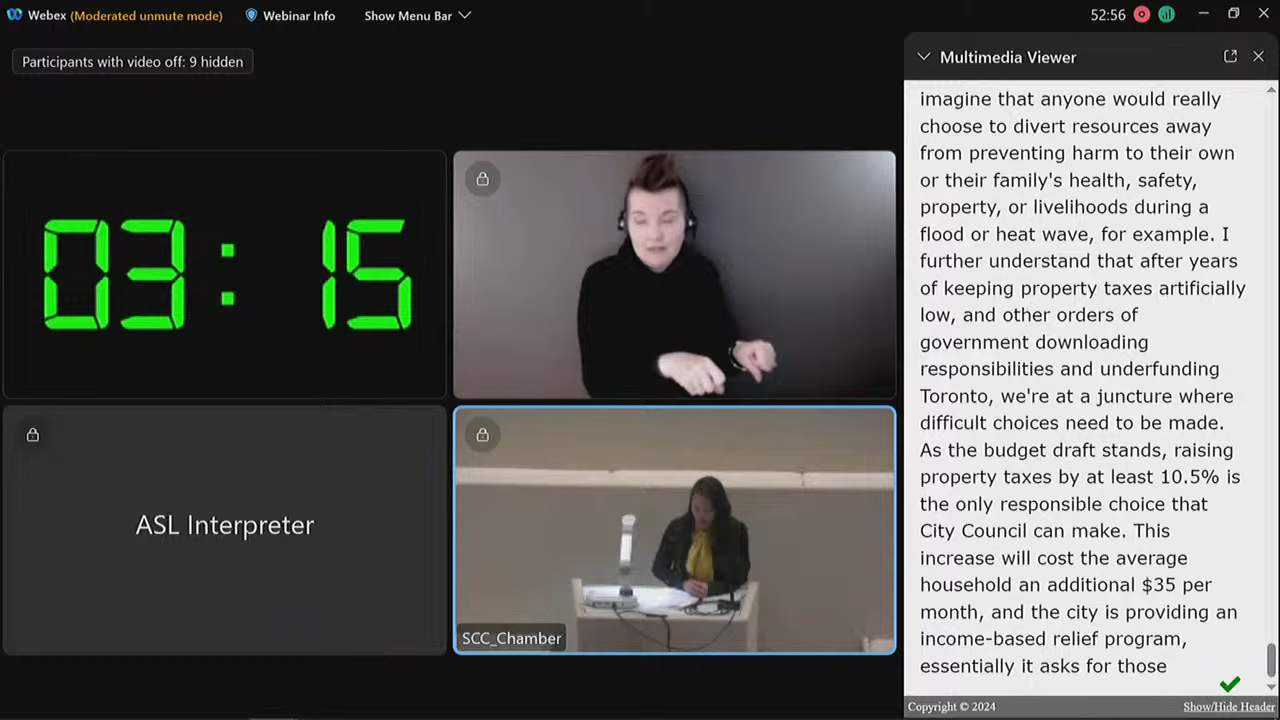 Webex (Moderated unmute mode) Webinar Info Show Menu Bar 52:56
Participants with video off: 9 hidden
03:15
ASL Interpreter
SCC_Chamber
Multimedia Viewer
imagine that anyone would really
choose to divert resources away
from preventing harm to their own
or their family's health, safety,
property, or livelihoods during a
flood or heat wave, for example. I
further understand that after years
of keeping property taxes artificially
low, and other orders of
government downloading
responsibilities and underfunding
Toronto, we're at a juncture where
difficult choices need to be made.
As the budget draft stands, raising
property taxes by at least 10.5% is
the only responsible choice that
City Council can make. This
increase will cost the average
household an additional $35 per
month, and the city is providing an
income-based relief program,
essentially it asks for those
Copyright © 2024 Show/Hide Header